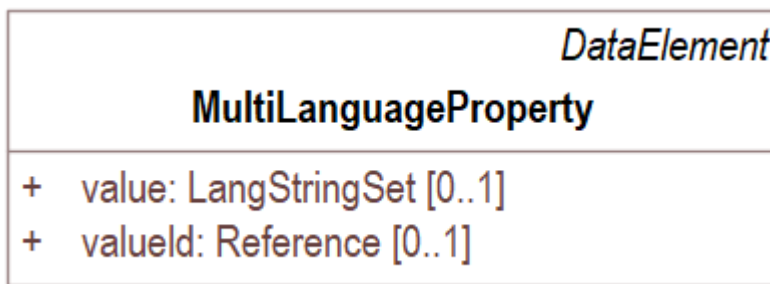 DataElement
MultiLanguageProperty
+ value: LangStringSet [0..1]
+ valueId: Reference [0..1]